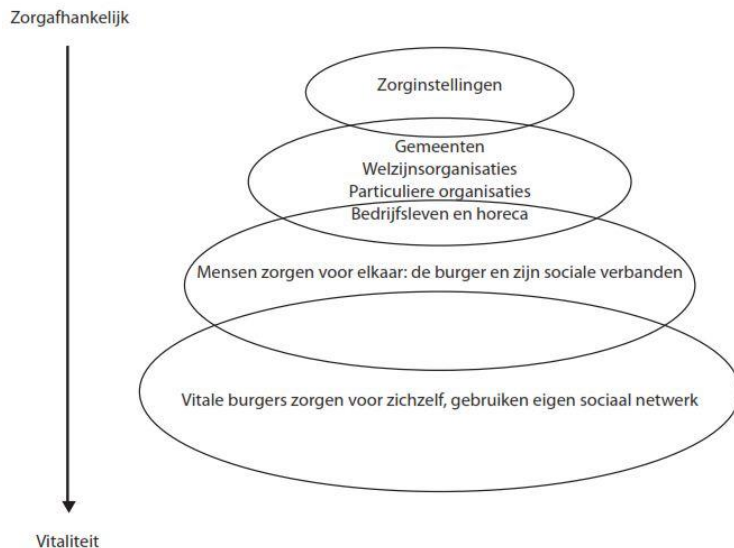 Zorgafhankelijk
Zorginstellingen
Gemeenten
Welzijnsorganisaties
Particuliere organisaties
Bedrijfsleven en horeca
Mensen zorgen voor elkaar: de burger en zijn sociale verbanden
Vitale burgers zorgen voor zichzelf, gebruiken eigen sociaal netwerk
Vitaliteit